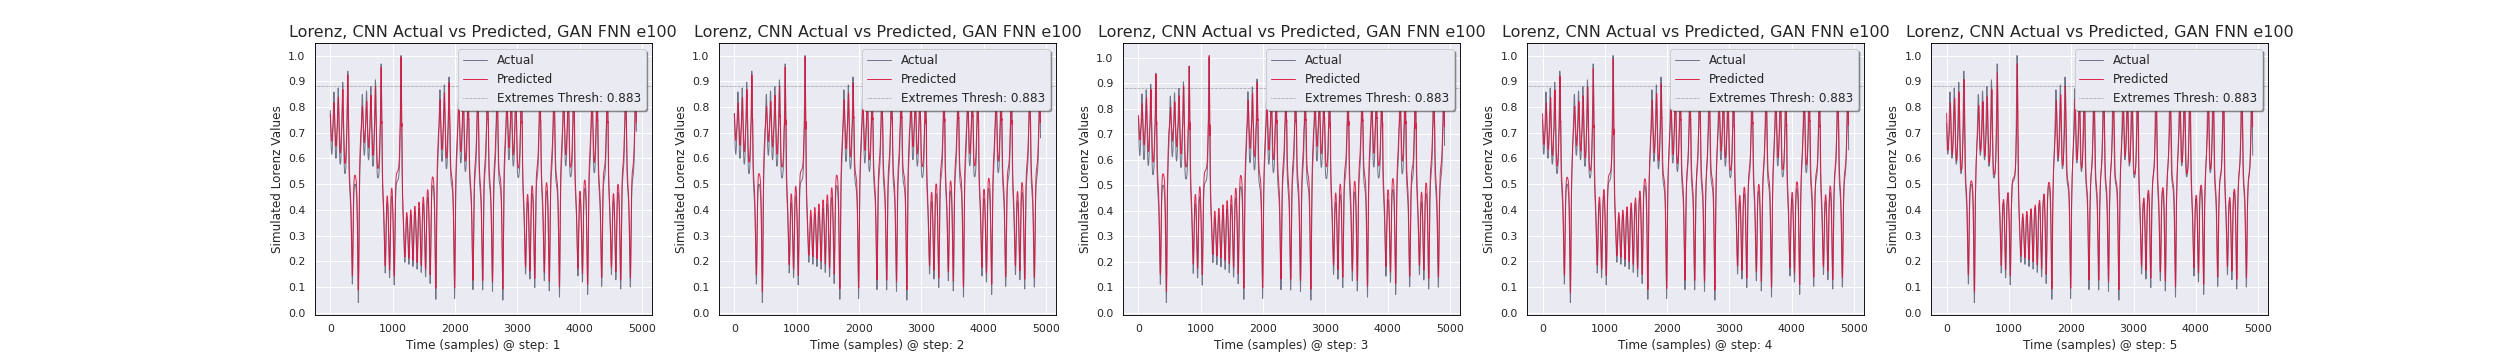 Lorenz, CNN Actual vs Predicted, GAN FNN e100
Simulated Lorenz Values
1.0
0.9
0.8
0.7
0.6
0.5
0.4
0.3
0.2
0.1
0.0
Actual
Predicted
Extremes Thresh: 0.883
0 1000 2000 3000 4000 5000
Time (samples) @ step: 1
Lorenz, CNN Actual vs Predicted, GAN FNN e100
Simulated Lorenz Values
1.0
0.9
0.8
0.7
0.6
0.5
0.4
0.3
0.2
0.1
0.0
Actual
Predicted
Extremes Thresh: 0.883
0 1000 2000 3000 4000 5000
Time (samples) @ step: 2
Lorenz, CNN Actual vs Predicted, GAN FNN e100
Simulated Lorenz Values
1.0
0.9
0.8
0.7
0.6
0.5
0.4
0.3
0.2
0.1
0.0
Actual
Predicted
Extremes Thresh: 0.883
0 1000 2000 3000 4000 5000
Time (samples) @ step: 3
Lorenz, CNN Actual vs Predicted, GAN FNN e100
Simulated Lorenz Values
1.0
0.9
0.8
0.7
0.6
0.5
0.4
0.3
0.2
0.1
0.0
Actual
Predicted
Extremes Thresh: 0.883
0 1000 2000 3000 4000 5000
Time (samples) @ step: 4
Lorenz, CNN Actual vs Predicted, GAN FNN e100
Simulated Lorenz Values
1.0
0.9
0.8
0.7
0.6
0.5
0.4
0.3
0.2
0.1
0.0
Actual
Predicted
Extremes Thresh: 0.883
0 1000 2000 3000 4000 5000
Time (samples) @ step: 5